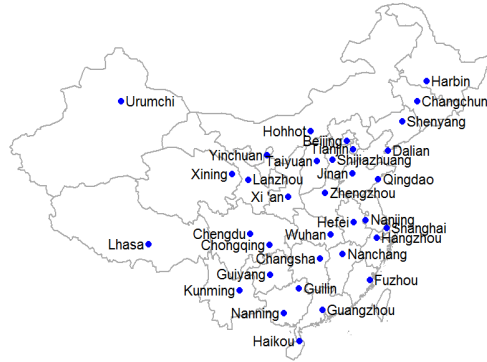 Harbin
Urumchi
Changchun
Shenyang
Hohhot
Beijing
Tianjin
Dalian
Yinchuan
Taiyuan
Shijiazhuang
Xining
Lanzhou
Jinan
Qingdao
Xi 'an
Zhengzhou
Hefei
Nanjing
Shanghai
Chengdu
Wuhan
Hangzhou
Lhasa
Chongqing
Changsha
Nanchang
Guiyang
Fuzhou
Kunming
Guilin
Nanning
Guangzhou
Haikou